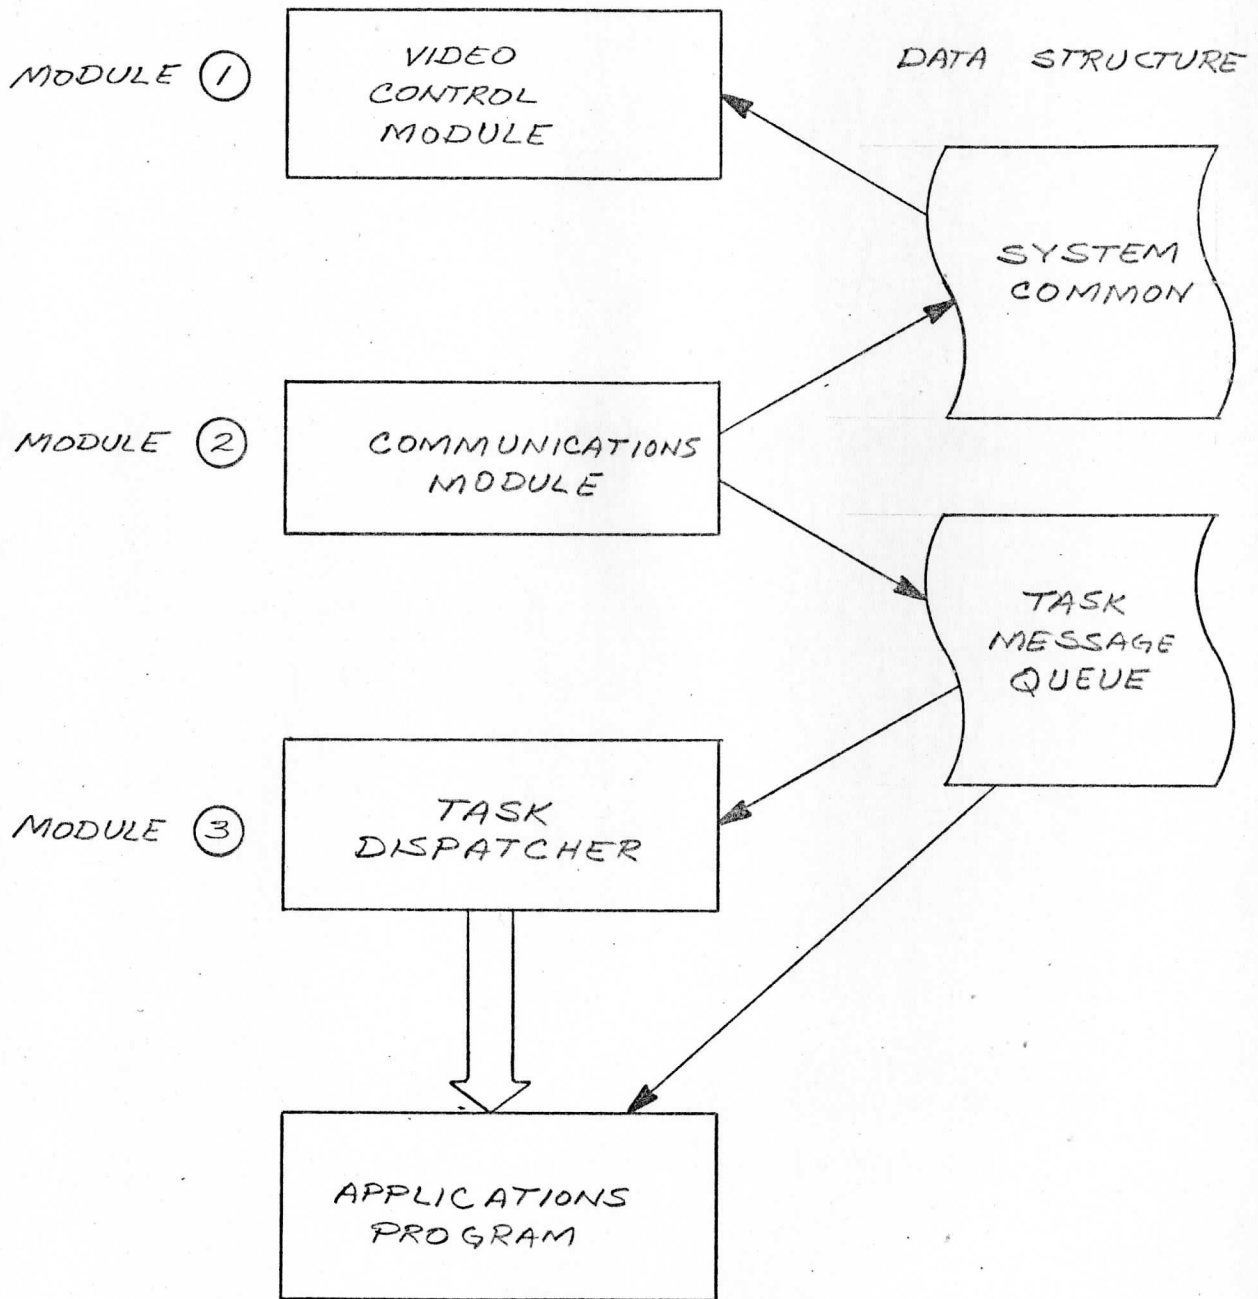 MODULE 1
VIDEO
CONTROL
MODULE
DATA STRUCTURE
SYSTEM
COMMON
MODULE 2
COMMUNICATIONS
MODULE
TASK
MESSAGE
QUEUE
MODULE 3
TASK
DISPATCHER
APPLICATIONS
PROGRAM